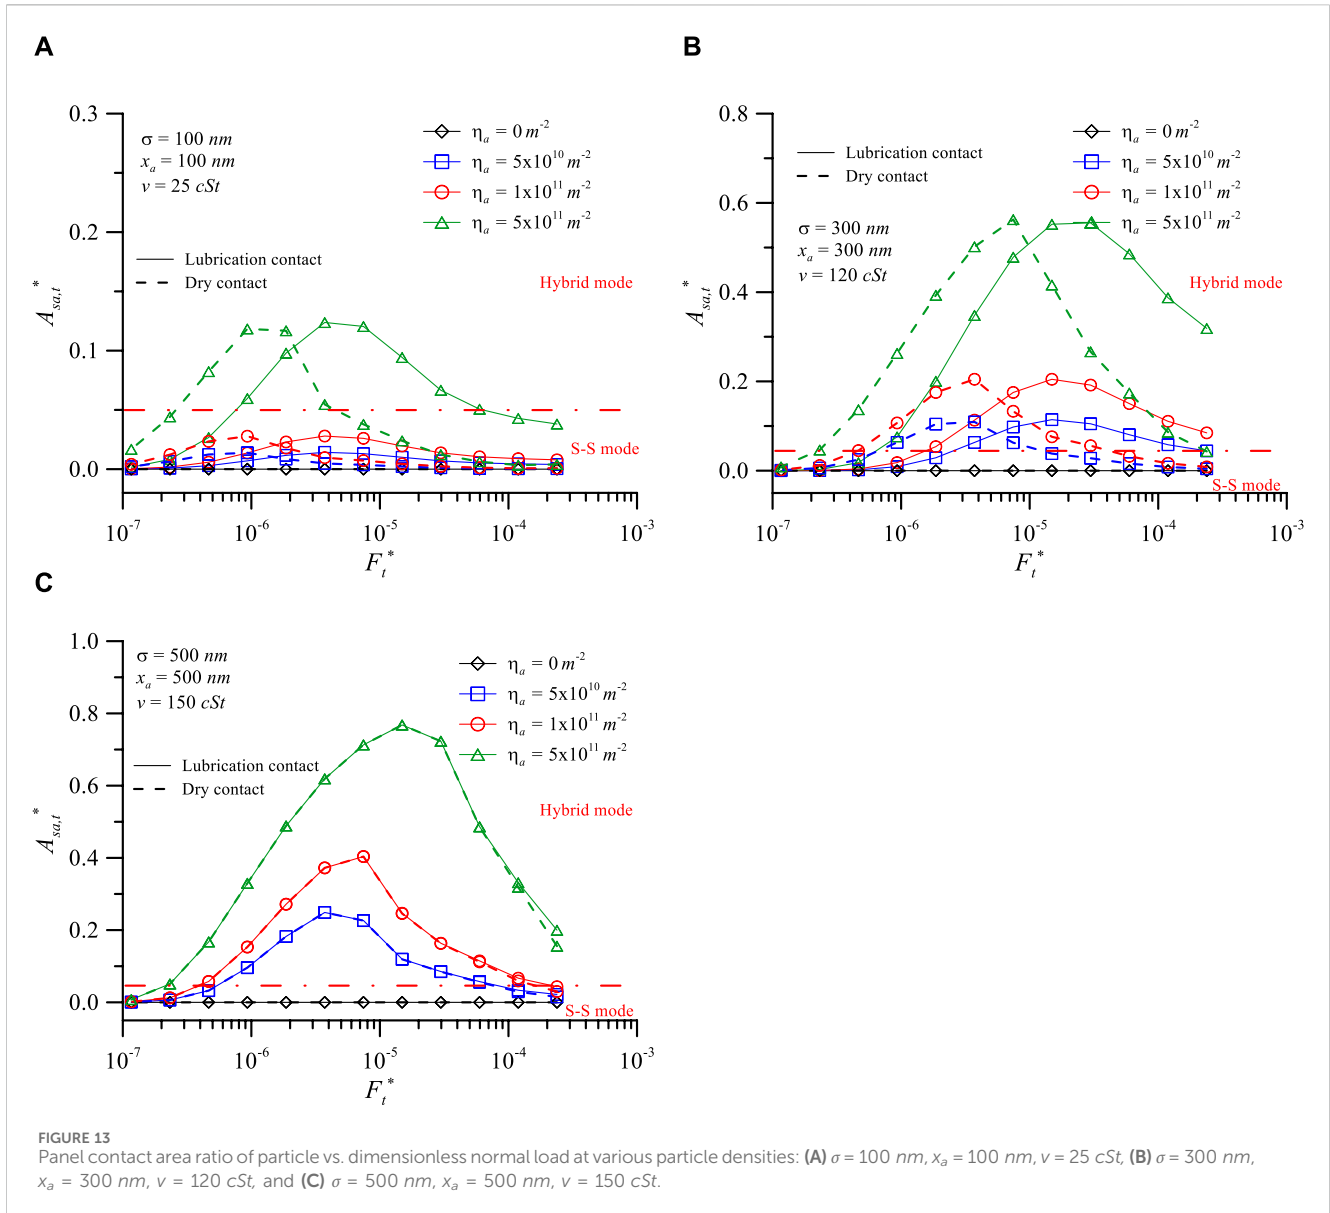 A
0.3
0.2
0.1
0.0
A_{sa,t}^*
σ = 100 nm
x_a = 100 nm
v = 25 cSt
Lubrication contact
Dry contact
η_a = 0 m^{-2}
η_a = 5x10^{10} m^{-2}
η_a = 1x10^{11} m^{-2}
η_a = 5x10^{11} m^{-2}
Hybrid mode
S-S mode
10^{-7} 10^{-6} 10^{-5} 10^{-4} 10^{-3}
F_t^*
B
0.8
0.6
0.4
0.2
0.0
A_{sa,t}^*
Lubrication contact
Dry contact
σ = 300 nm
x_a = 300 nm
v = 120 cSt
η_a = 0 m^{-2}
η_a = 5x10^{10} m^{-2}
η_a = 1x10^{11} m^{-2}
η_a = 5x10^{11} m^{-2}
Hybrid mode
S-S mode
10^{-7} 10^{-6} 10^{-5} 10^{-4} 10^{-3}
F_t^*
C
1.0
0.8
0.6
0.4
0.2
0.0
A_{sa,t}^*
σ = 500 nm
x_a = 500 nm
v = 150 cSt
Lubrication contact
Dry contact
η_a = 0 m^{-2}
η_a = 5x10^{10} m^{-2}
η_a = 1x10^{11} m^{-2}
η_a = 5x10^{11} m^{-2}
Hybrid mode
S-S mode
10^{-7} 10^{-6} 10^{-5} 10^{-4} 10^{-3}
F_t^*
FIGURE 13
Panel contact area ratio of particle vs. dimensionless normal load at various particle densities: (A) σ = 100 nm, x_a = 100 nm, v = 25 cSt, (B) σ = 300 nm,
x_a = 300 nm, v = 120 cSt, and (C) σ = 500 nm, x_a = 500 nm, v = 150 cSt.